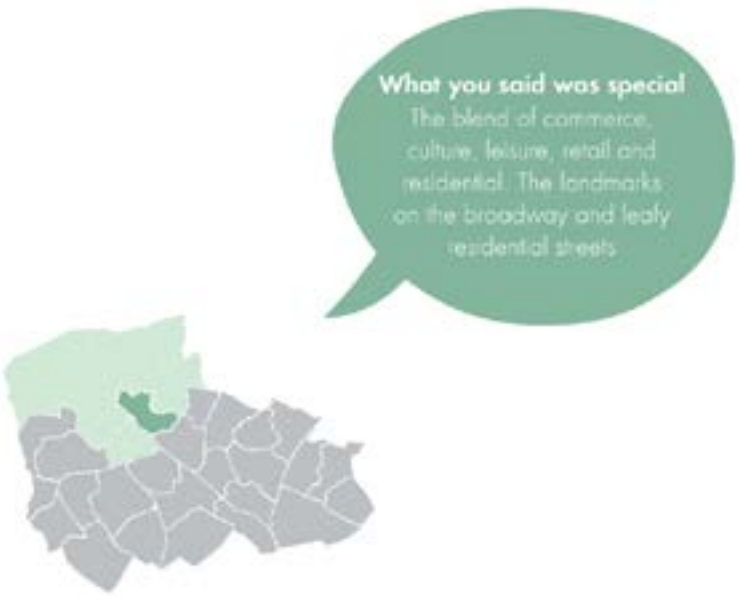 What you said was special
The blend of commerce,
culture, leisure, retail and
residential. The landmarks
on the broadway and leafy
residential streets